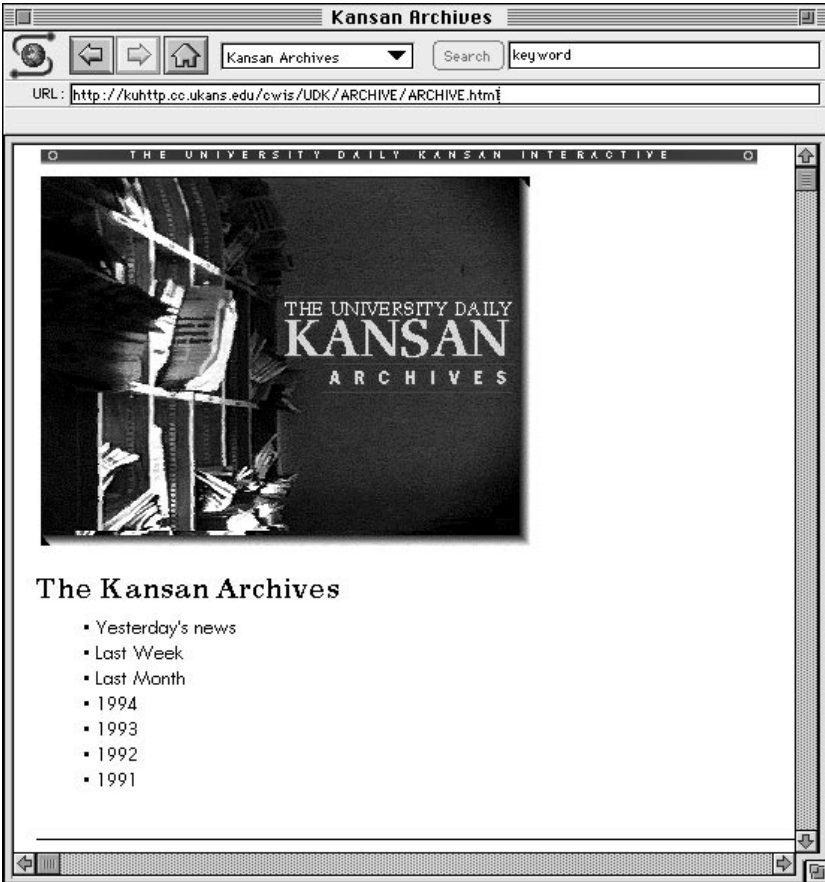 Kansan Archives
Kansan Archives
Search
keyword
URL: http://kuhttp.cc.ukans.edu/cwis/UDK/ARCHIVE/ARCHIVE.html
THE UNIVERSITY DAILY KANSAN INTERACTIVE
THE UNIVERSITY DAILY
KANSAN
ARCHIVES
The Kansan Archives
▪ Yesterday's news
▪ Last Week
▪ Last Month
▪ 1994
▪ 1993
▪ 1992
▪ 1991